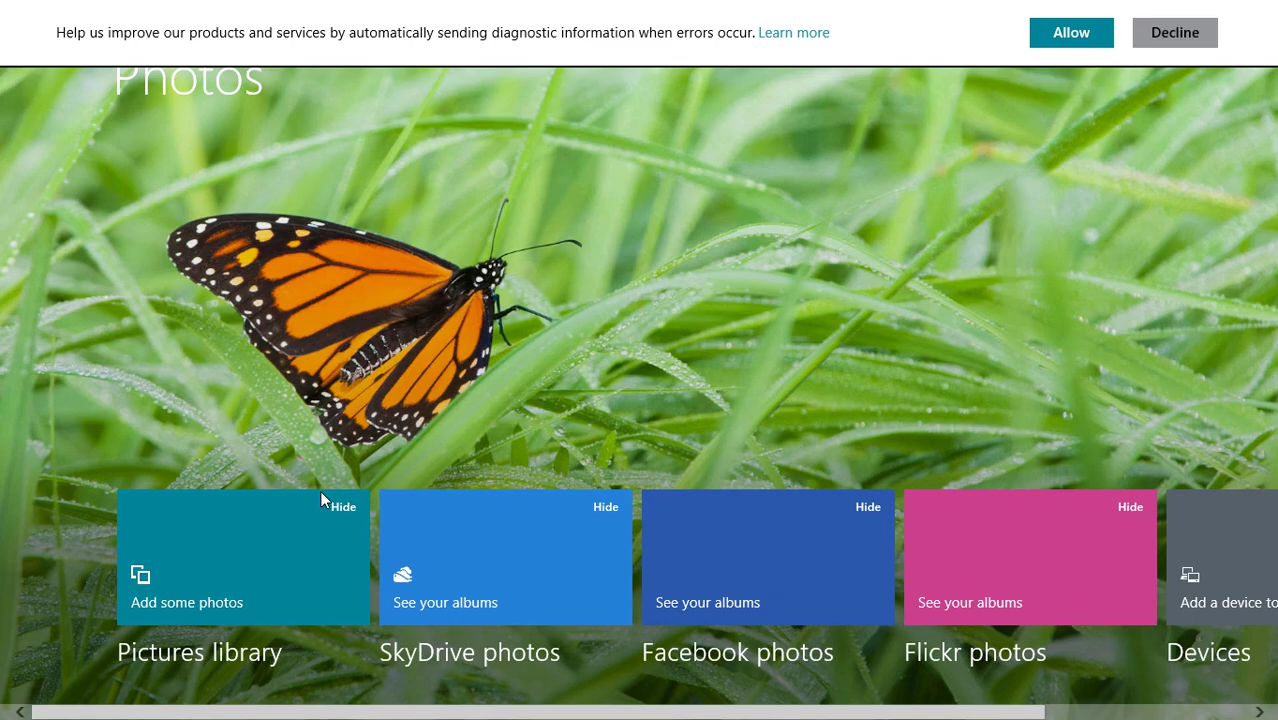 Help us improve our products and services by automatically sending diagnostic information when errors occur. Learn more
Allow
Decline
Photos
Hide
Hide
Hide
Hide
Add some photos
See your albums
See your albums
See your albums
Add a device to
Pictures library
SkyDrive photos
Facebook photos
Flickr photos
Devices